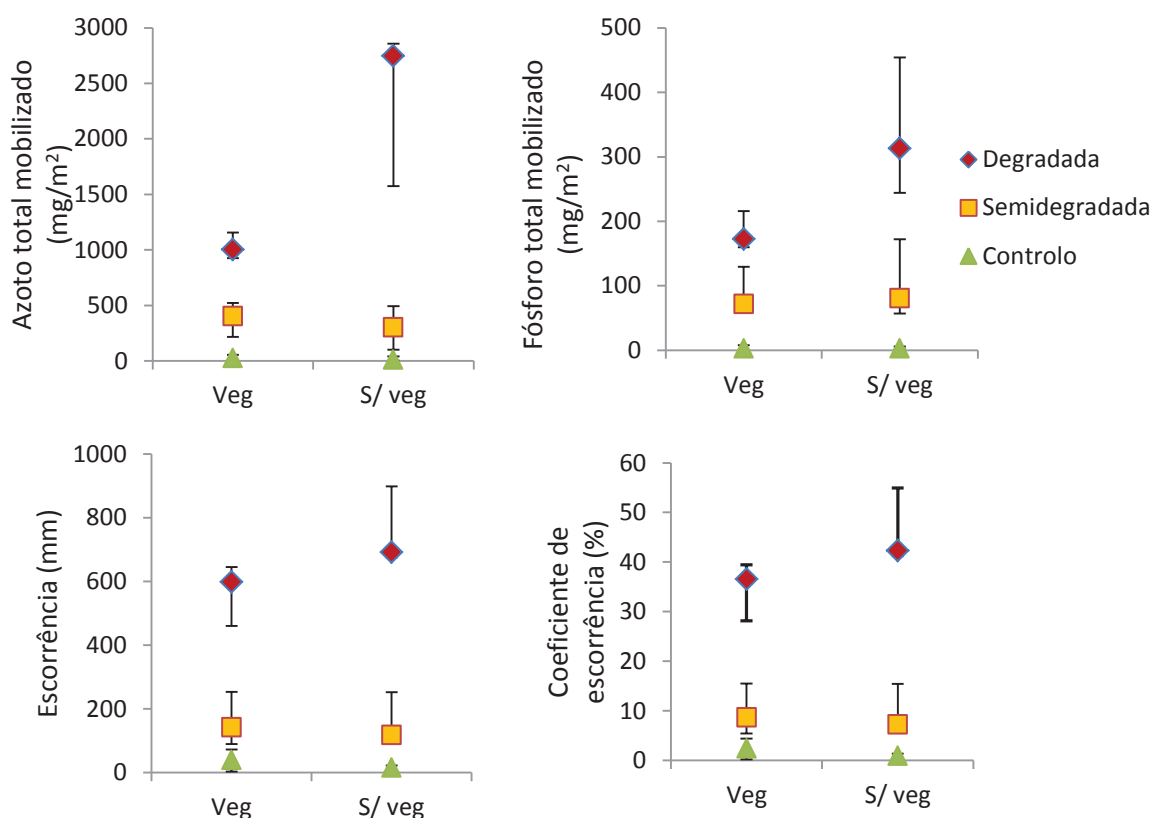 Azoto total mobilizado
(mg/m²)
3000
2500
2000
1500
1000
500
0
Veg
S/ veg
Fósforo total mobilizado
(mg/m²)
500
400
300
200
100
0
Veg
S/ veg
Degradada
Semidegradada
Controlo
Escorrência (mm)
1000
800
600
400
200
0
Veg
S/ veg
Coeficiente de
escorrência (%)
60
50
40
30
20
10
0
Veg
S/ veg